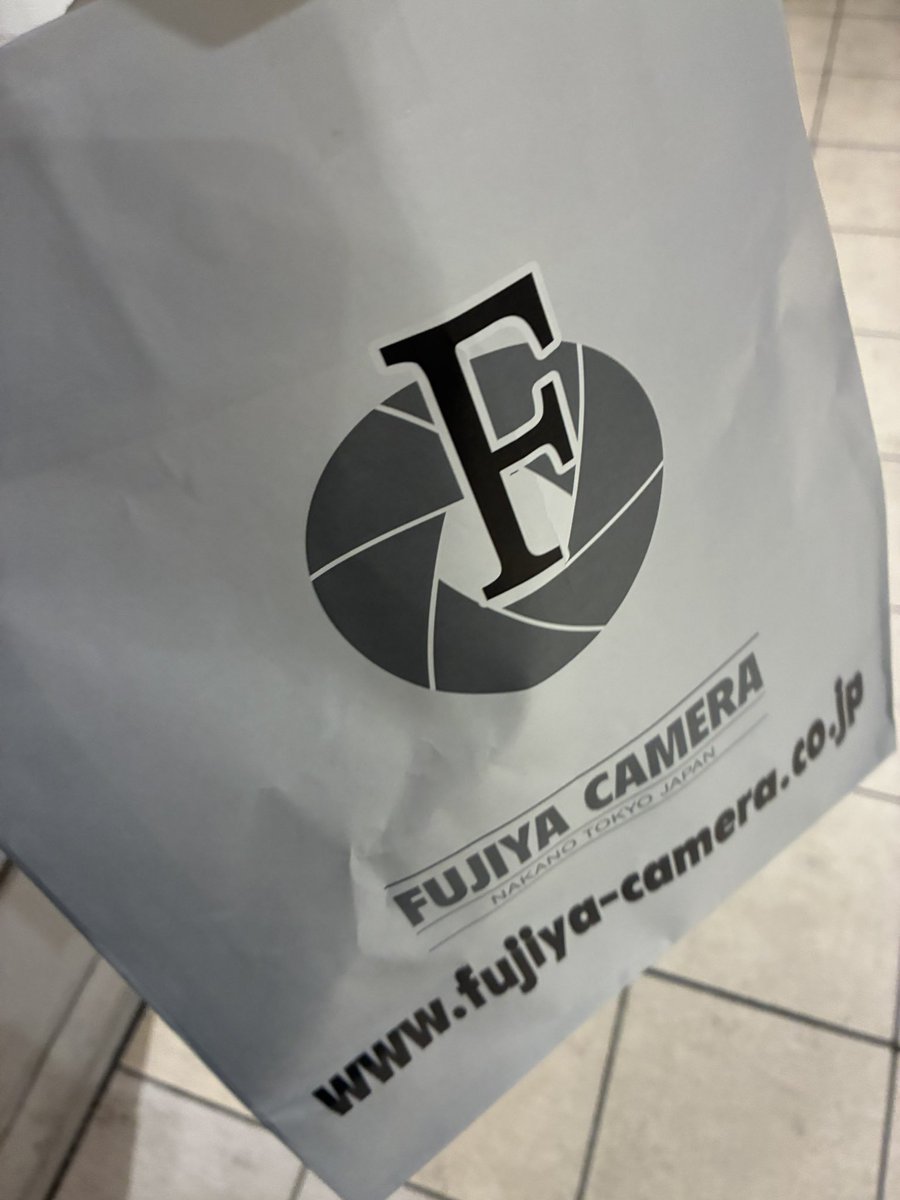 F
FUJIYA CAMERA
NAKANO TOKYO JAPAN
www.fujiya-camera.co.jp